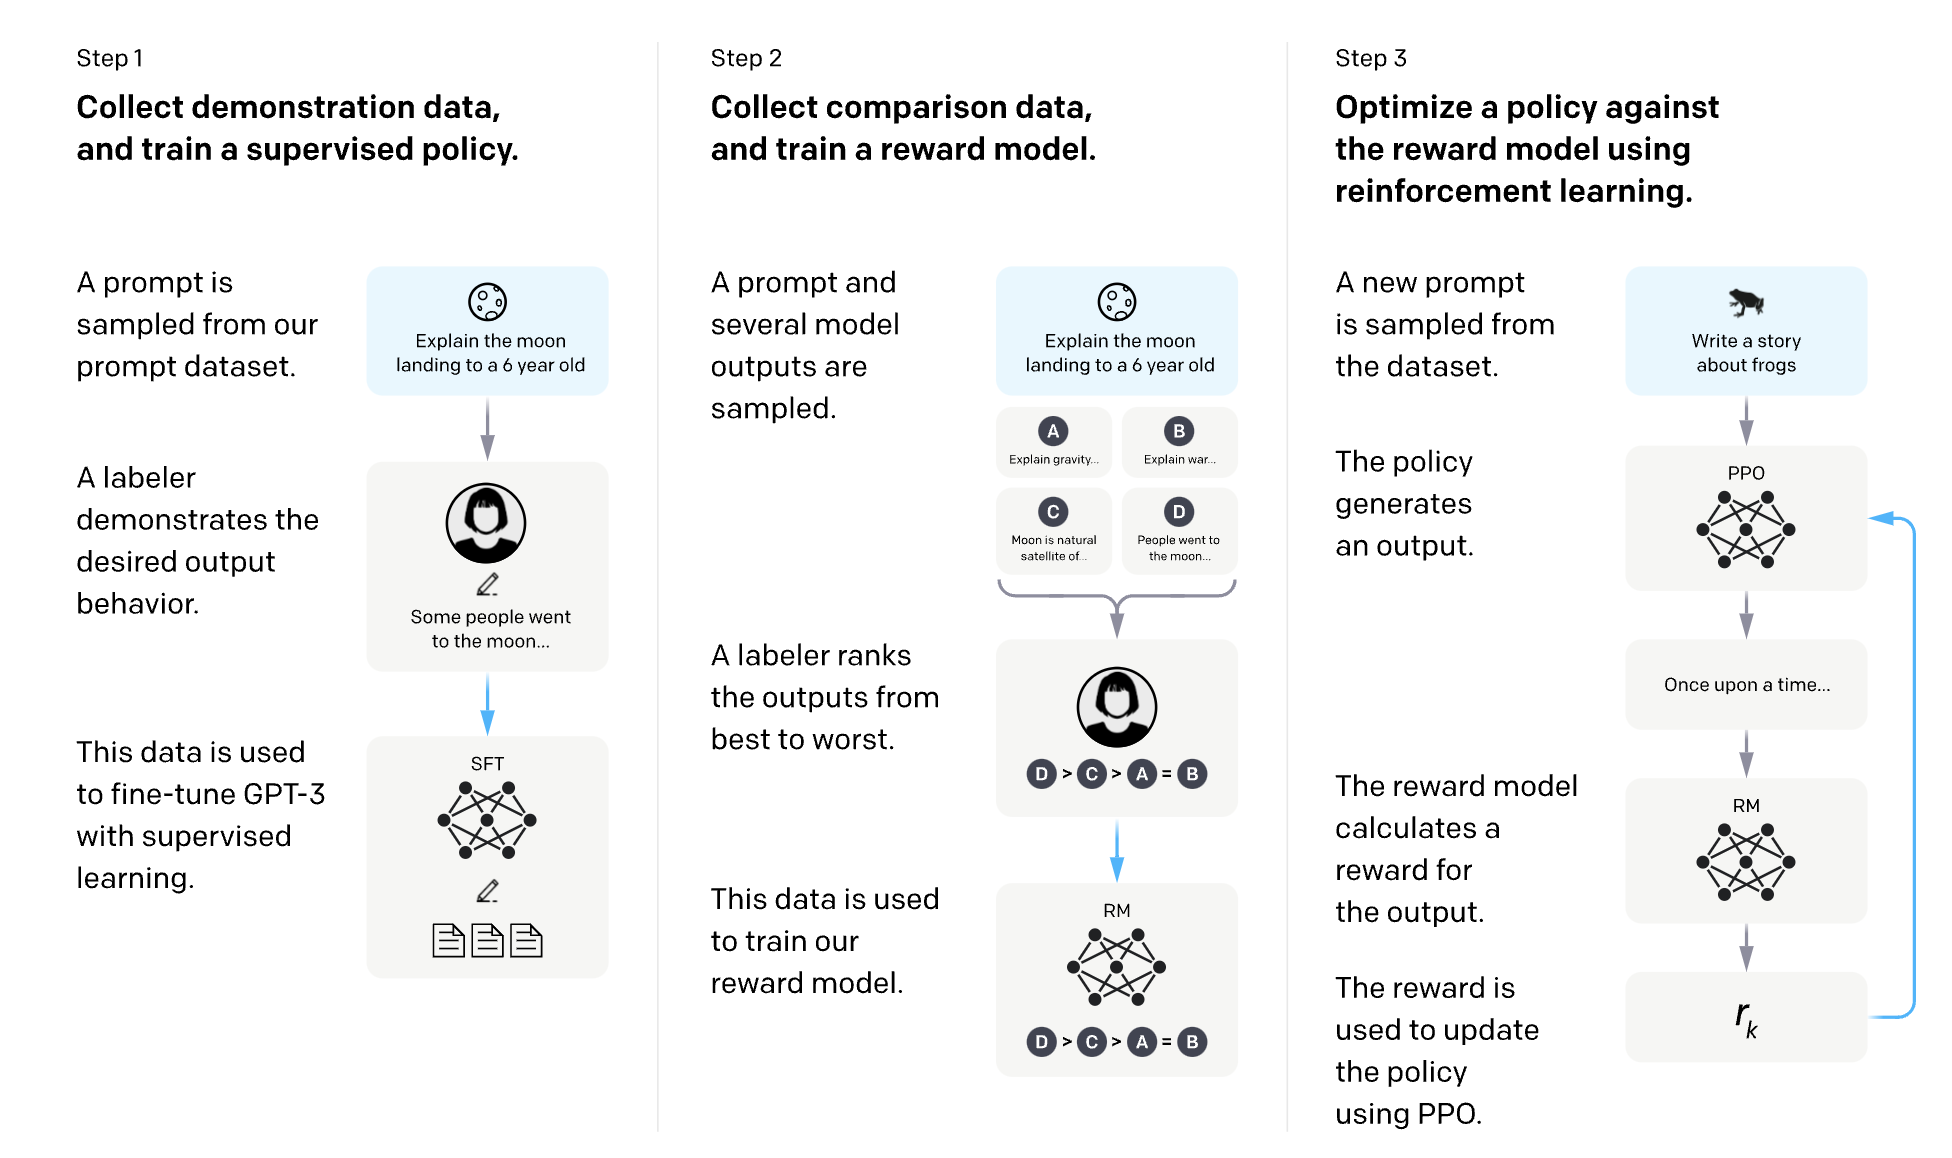 Step 1
Collect demonstration data,
and train a supervised policy.
A prompt is
sampled from our
prompt dataset.
Explain the moon
landing to a 6 year old
A labeler
demonstrates the
desired output
behavior.
Some people went
to the moon...
This data is used
to fine-tune GPT-3
with supervised
learning.
SFT
Step 2
Collect comparison data,
and train a reward model.
A prompt and
several model
outputs are
sampled.
Explain the moon
landing to a 6 year old
A
Explain gravity...
B
Explain war...
C
Moon is natural
satellite of...
D
People went to
the moon...
A labeler ranks
the outputs from
best to worst.
D > C > A = B
This data is used
to train our
reward model.
RM
D > C > A = B
Step 3
Optimize a policy against
the reward model using
reinforcement learning.
A new prompt
is sampled from
the dataset.
Write a story
about frogs
The policy
generates
an output.
PPO
Once upon a time...
The reward model
calculates a
reward for
the output.
RM
The reward is
used to update
the policy
using PPO.
r_k